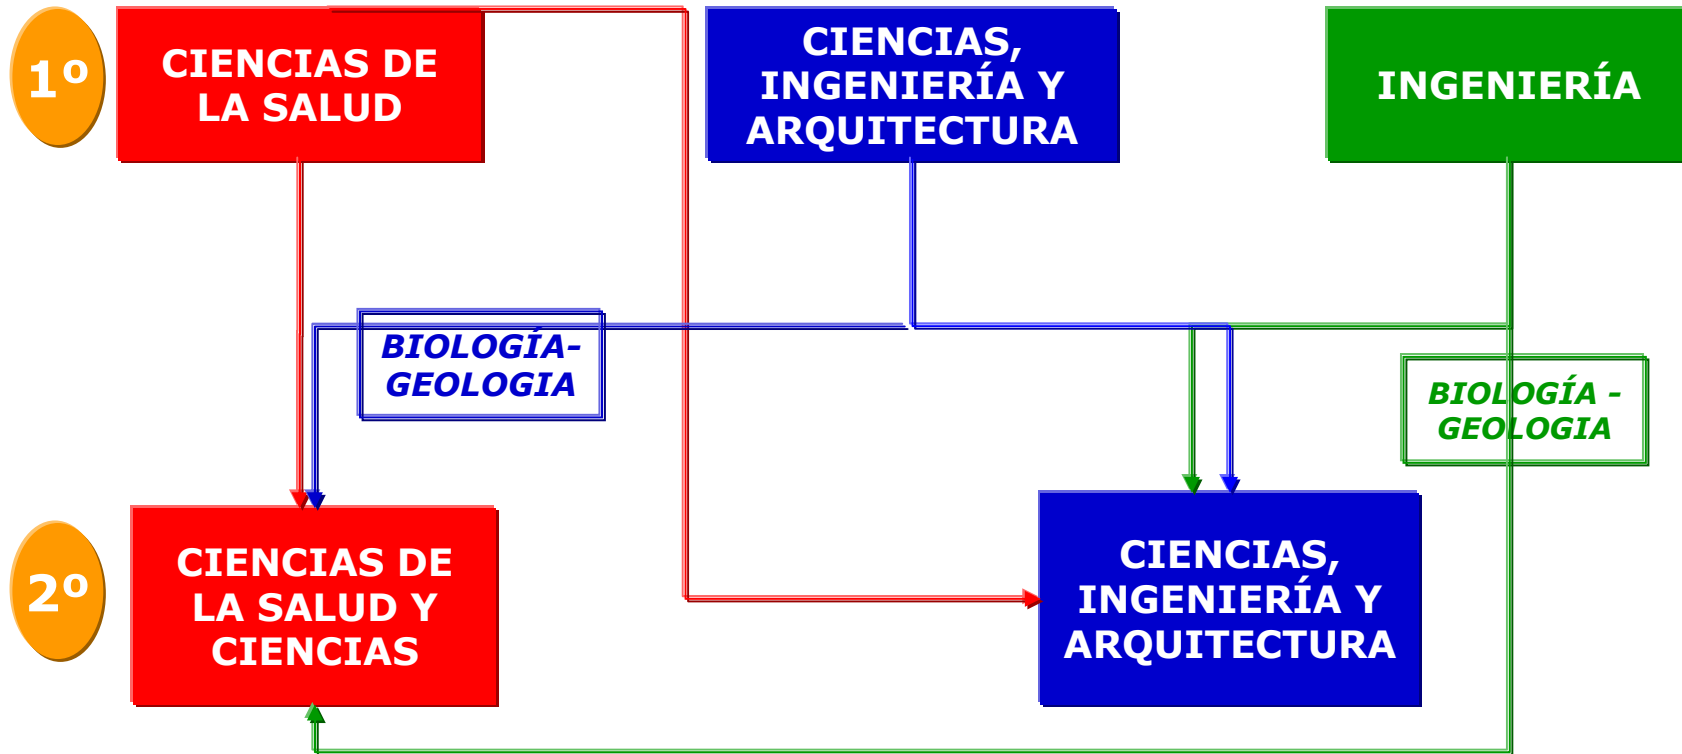 1º
CIENCIAS DE
LA SALUD
CIENCIAS,
INGENIERÍA Y
ARQUITECTURA
INGENIERÍA
BIOLOGÍA-
GEOLOGIA
BIOLOGÍA -
GEOLOGIA
2º
CIENCIAS DE
LA SALUD Y
CIENCIAS
CIENCIAS,
INGENIERÍA Y
ARQUITECTURA